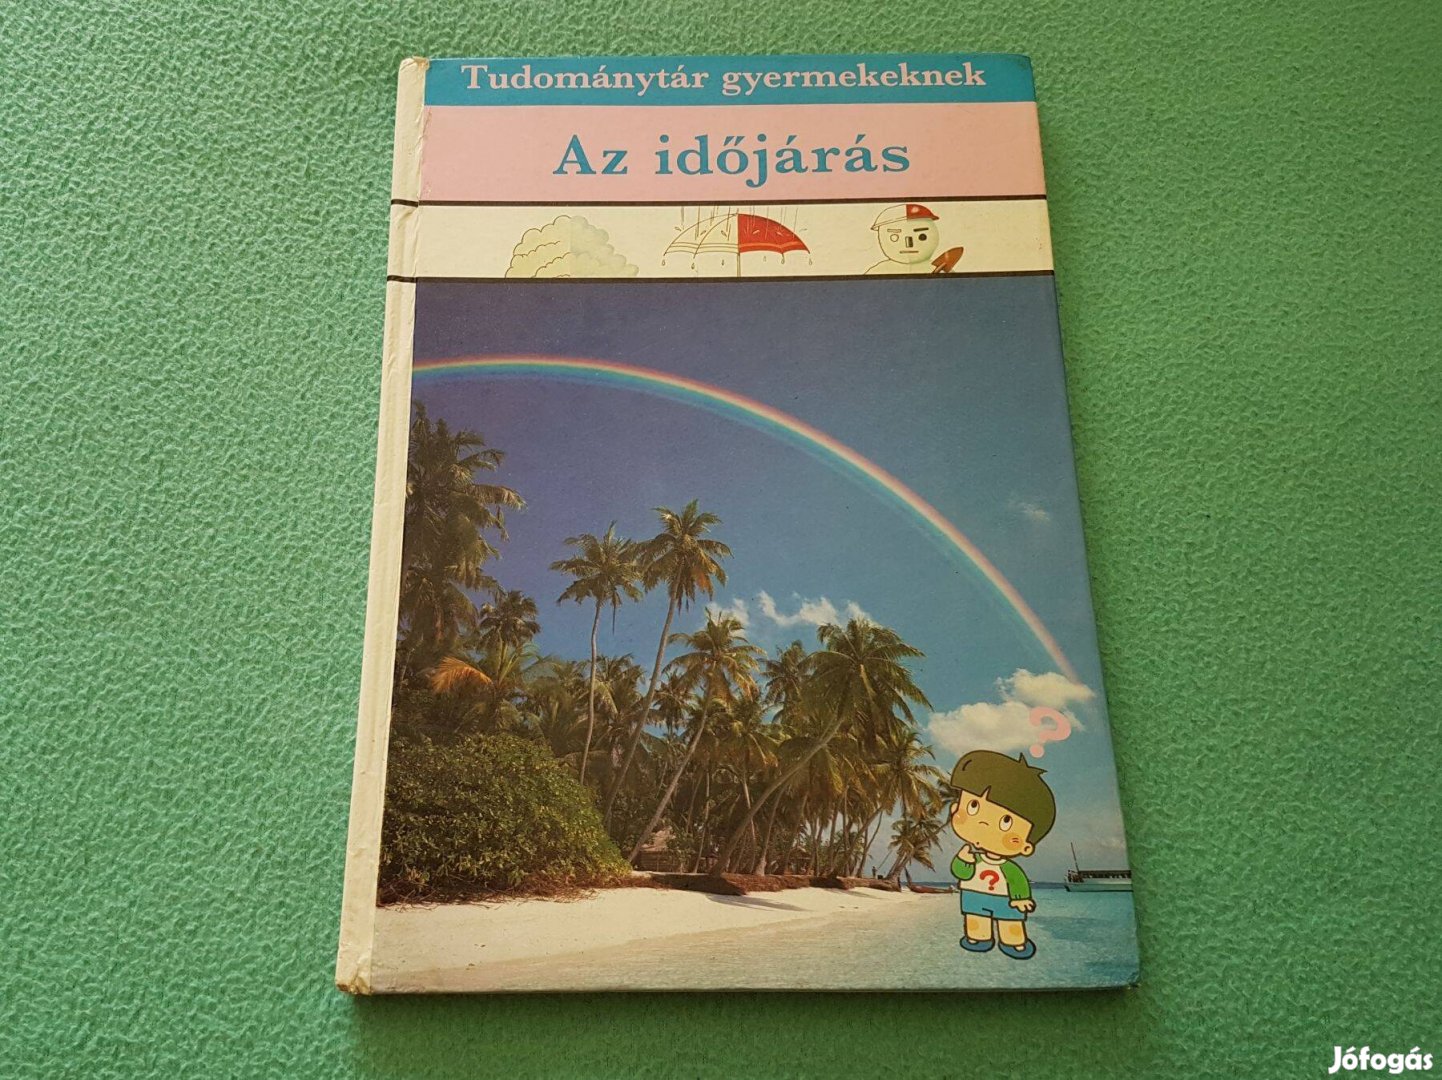 Tudománytár gyermekeknek
Az időjárás
?
?
Jófogás